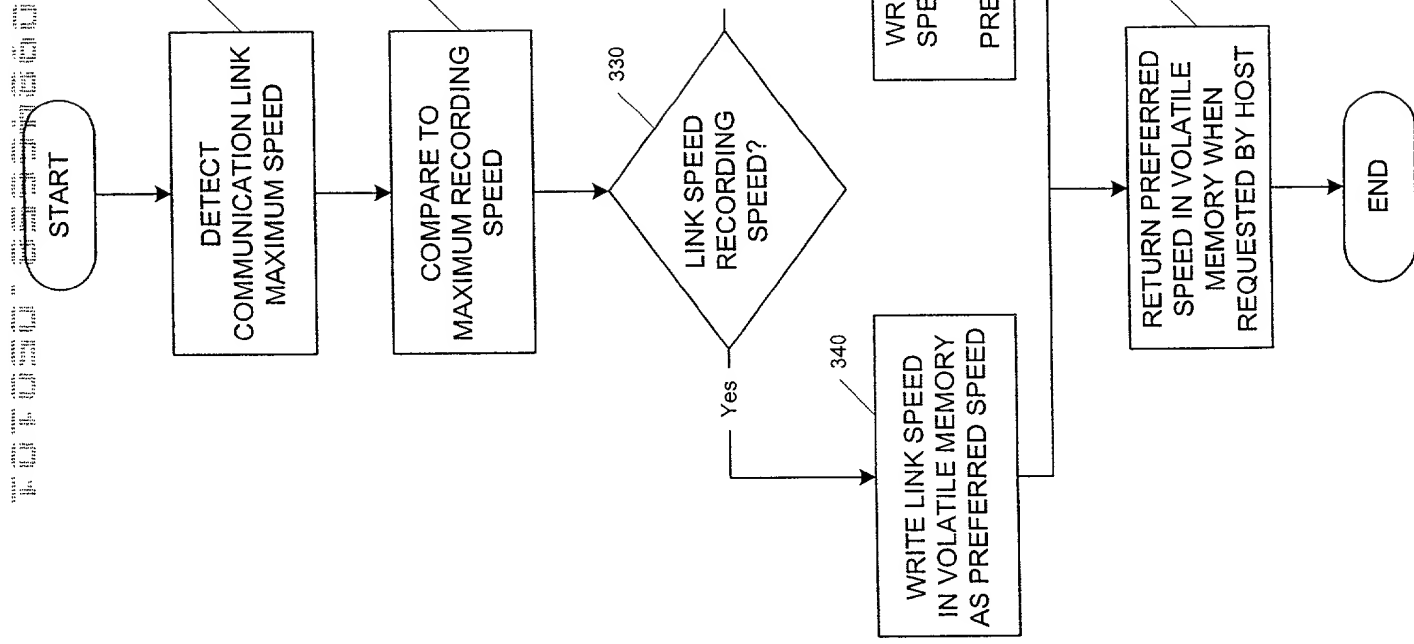 START
DETECT
COMMUNICATION LINK
MAXIMUM SPEED
COMPARE TO
MAXIMUM RECORDING
SPEED
330
LINK SPEED
RECORDING
SPEED?
Yes
340
WRITE LINK SPEED
IN VOLATILE MEMORY
AS PREFERRED SPEED
WR
SPE
PRE
RETURN PREFERRED
SPEED IN VOLATILE
MEMORY WHEN
REQUESTED BY HOST
END